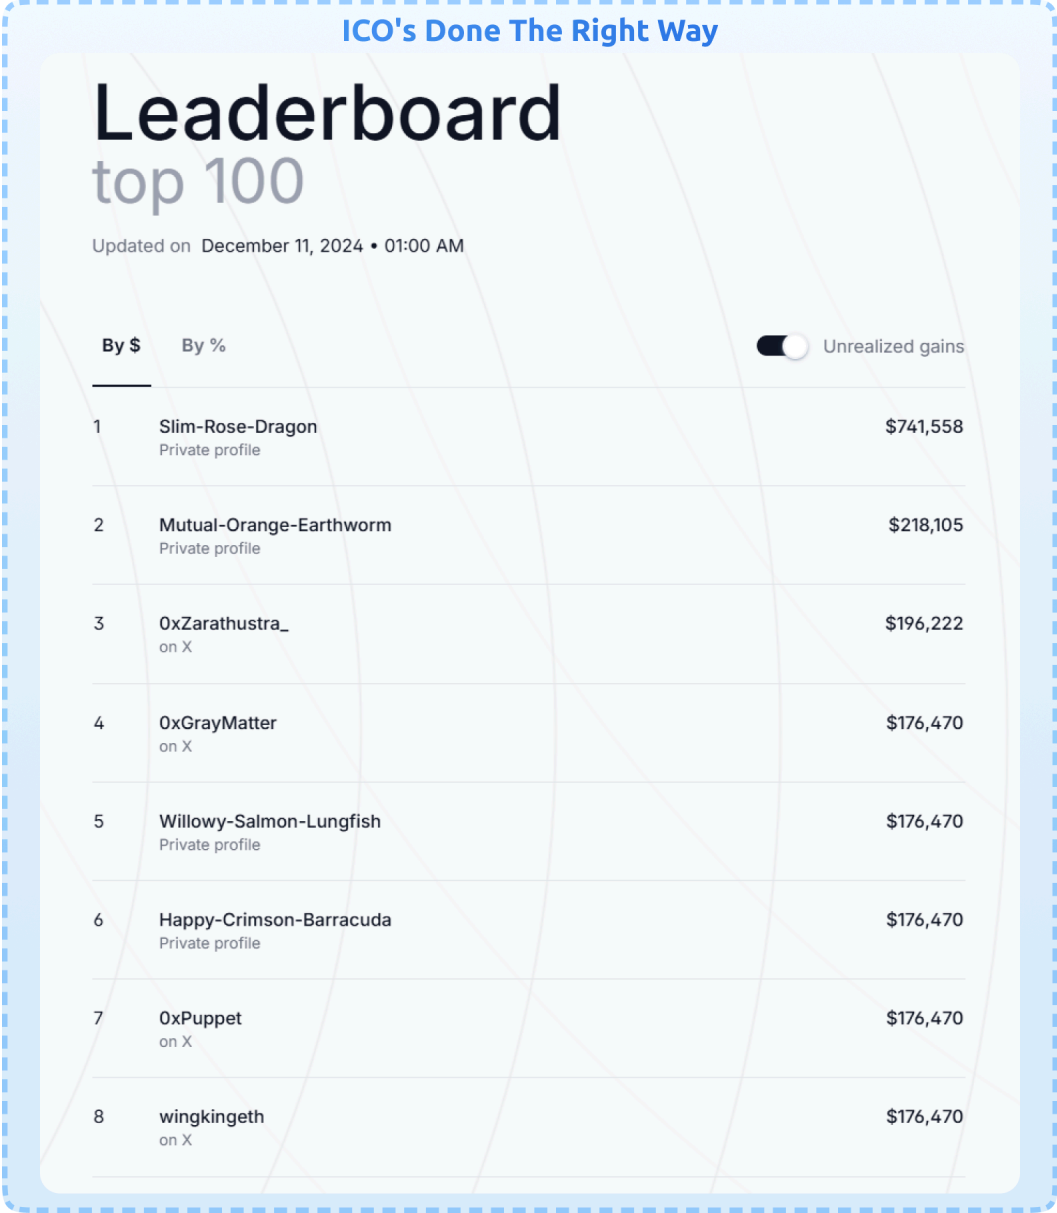 ICO's Done The Right Way
Leaderboard
top 100
Updated on December 11, 2024 • 01:00 AM
By $ By % Unrealized gains
1 Slim-Rose-Dragon $741,558
Private profile
2 Mutual-Orange-Earthworm $218,105
Private profile
3 0xZarathustra_ $196,222
on X
4 0xGrayMatter $176,470
on X
5 Willowy-Salmon-Lungfish $176,470
Private profile
6 Happy-Crimson-Barracuda $176,470
Private profile
7 0xPuppet $176,470
on X
8 wingkingeth $176,470
on X